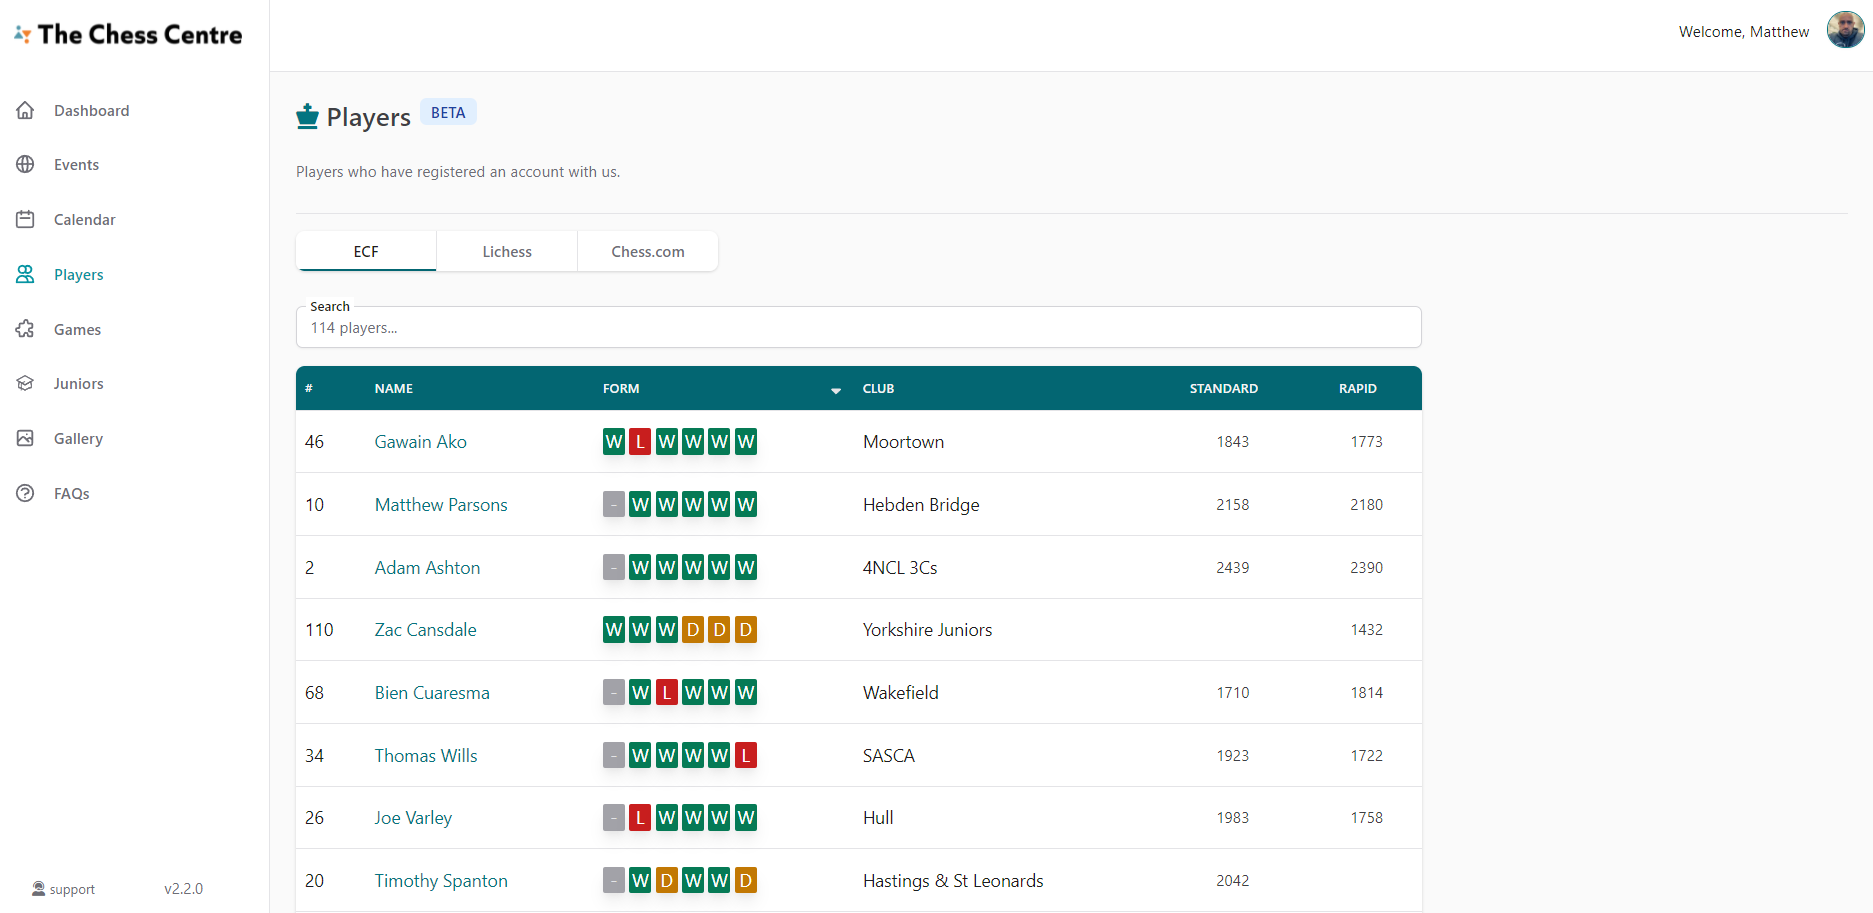 The Chess Centre
Welcome, Matthew
Dashboard
Events
Calendar
Players
Games
Juniors
Gallery
FAQs
support v2.2.0
Players BETA
Players who have registered an account with us.
ECF Lichess Chess.com
Search
114 players...
# NAME FORM CLUB STANDARD RAPID
46 Gawain Ako W L W W W W Moortown 1843 1773
10 Matthew Parsons - W W W W W Hebden Bridge 2158 2180
2 Adam Ashton - W W W W W 4NCL 3Cs 2439 2390
110 Zac Cansdale W W W D D D Yorkshire Juniors 1432
68 Bien Cuaresma - W L W W W Wakefield 1710 1814
34 Thomas Wills - W W W W L SASCA 1923 1722
26 Joe Varley - L W W W W Hull 1983 1758
20 Timothy Spanton - W D W W D Hastings & St Leonards 2042